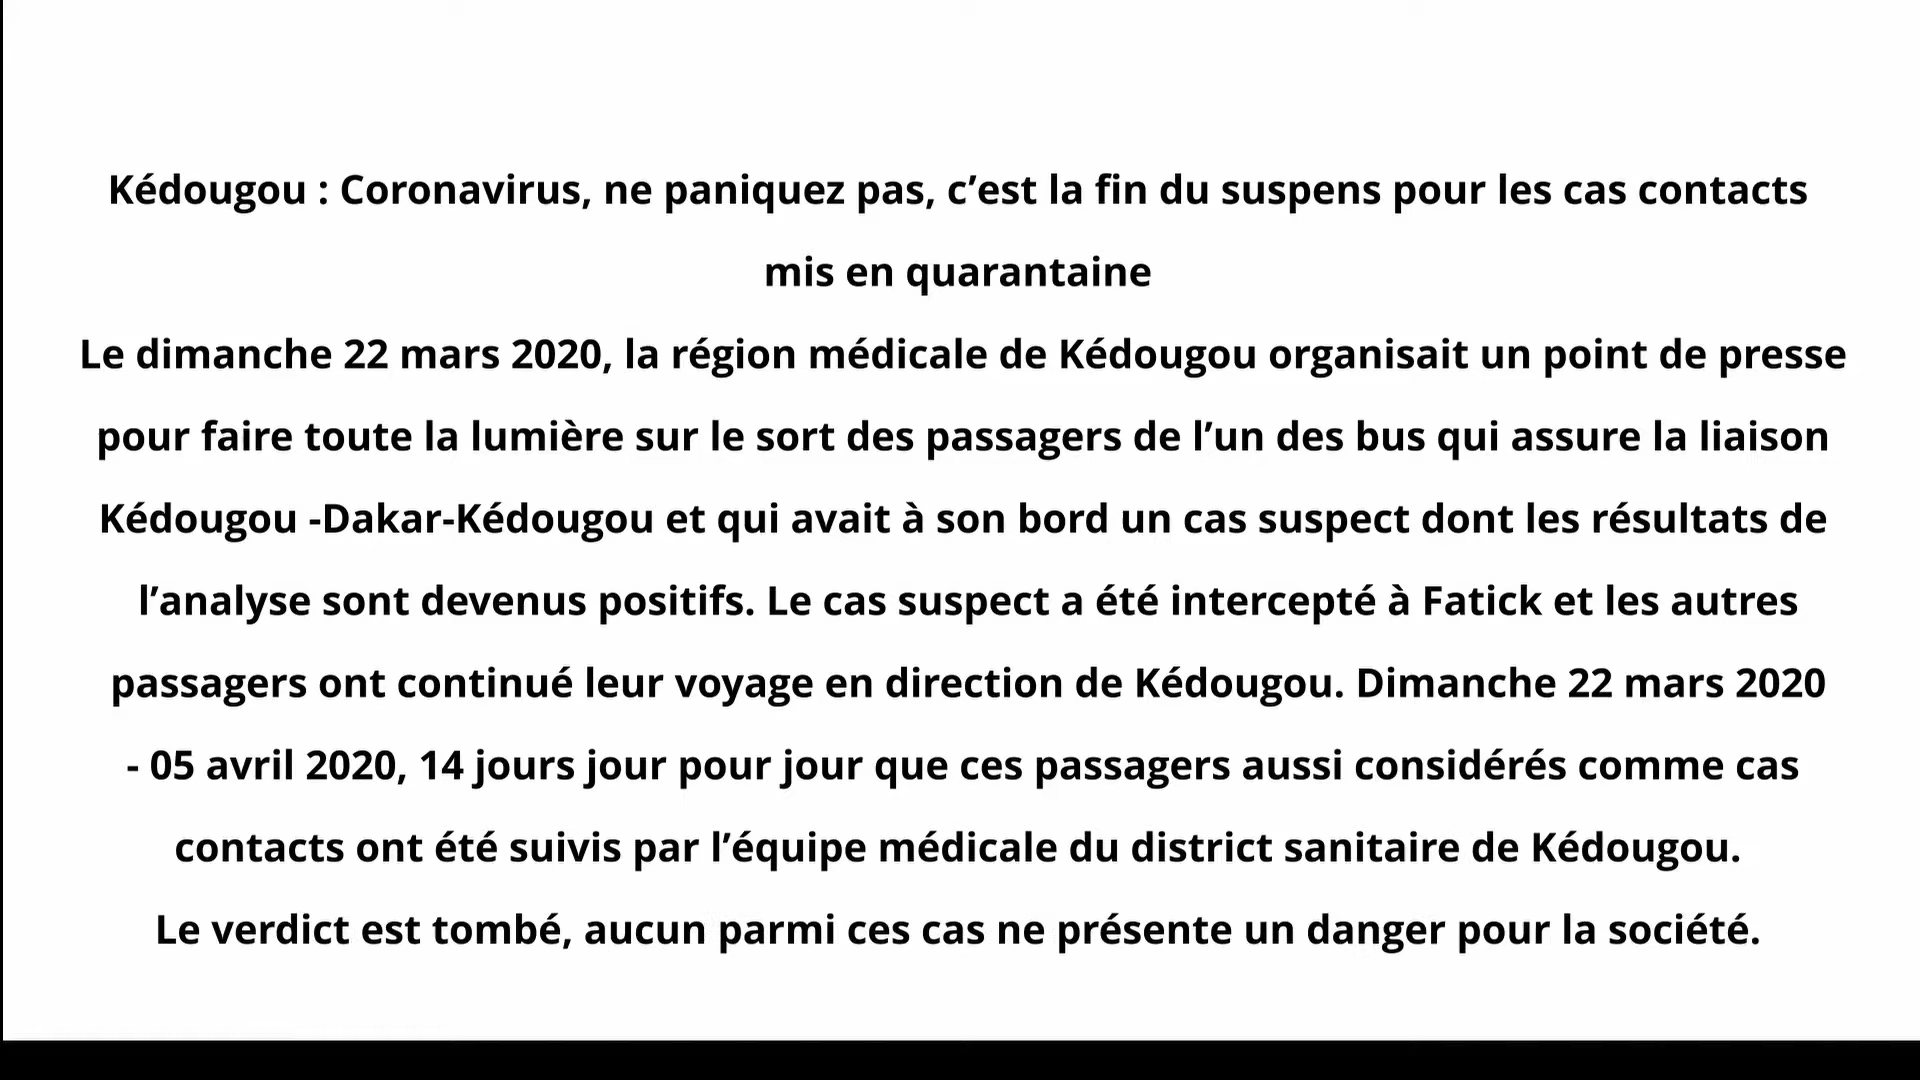 Kédougou : Coronavirus, ne paniquez pas, c’est la fin du suspens pour les cas contacts
mis en quarantaine
Le dimanche 22 mars 2020, la région médicale de Kédougou organisait un point de presse
pour faire toute la lumière sur le sort des passagers de l’un des bus qui assure la liaison
Kédougou -Dakar-Kédougou et qui avait à son bord un cas suspect dont les résultats de
l’analyse sont devenus positifs. Le cas suspect a été intercepté à Fatick et les autres
passagers ont continué leur voyage en direction de Kédougou. Dimanche 22 mars 2020
- 05 avril 2020, 14 jours jour pour jour que ces passagers aussi considérés comme cas
contacts ont été suivis par l’équipe médicale du district sanitaire de Kédougou.
Le verdict est tombé, aucun parmi ces cas ne présente un danger pour la société.